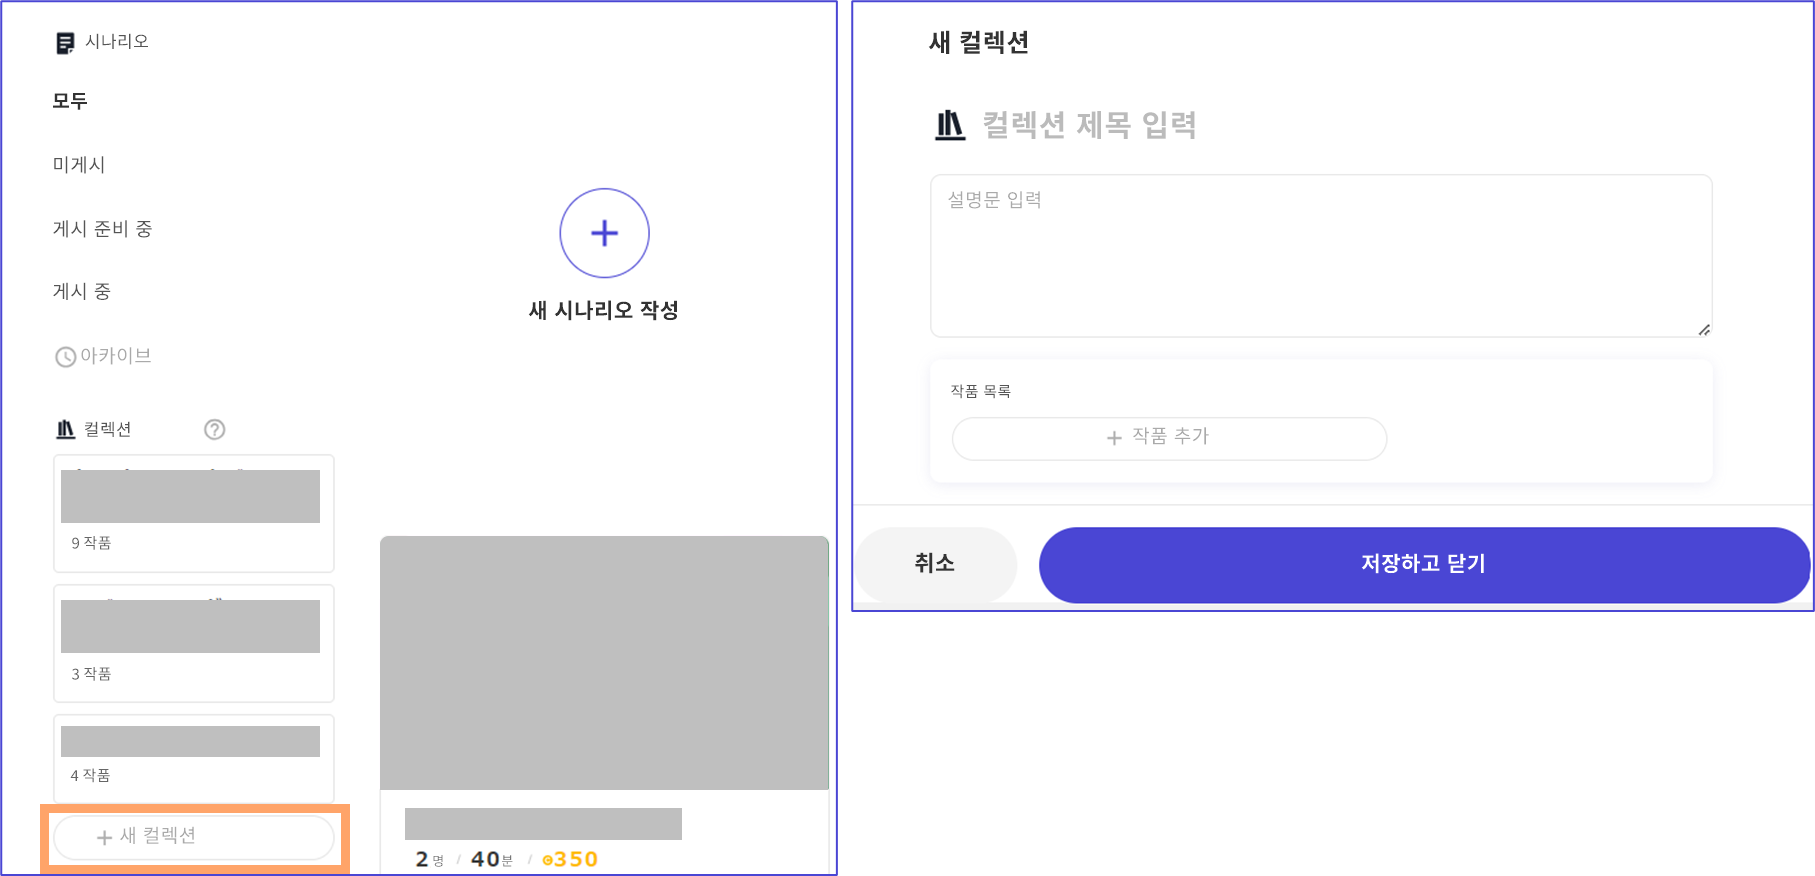 시나리오
모두
미게시
게시 준비 중
게시 중
아카이브
컬렉션
9 작품
3 작품
4 작품
+ 새 컬렉션
새 시나리오 작성
2명 / 40분 / 350
새 컬렉션
컬렉션 제목 입력
설명문 입력
작품 목록
+ 작품 추가
취소
저장하고 닫기